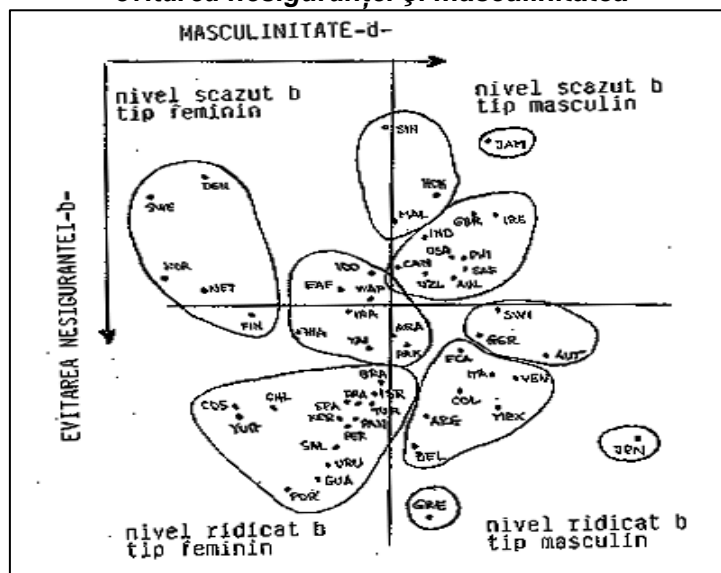 evitarea nesiguranței și masculinitatea
MASCULINITATE-d-
nivel scazut b
tip feminin
nivel scazut b
tip masculin
EVITAREA NESIGURANTEI-b-
SIN
JAM
HOK
DEN
SWE
MAL
GBR
IRE
IND
USA
PHI
CAN
SAF
NZL
AUL
NOR
NET
FIN
IDO
EAF
WAF
IRA
THA
TAI
ARA
PAK
SWI
GER
AUT
ECA
ITA
VEN
COL
MEX
ARG
BEL
BRA
ISR
SPA
TUR
PAN
PER
COS
CHL
YUG
SAL
URU
GUA
POR
JPN
GRE
nivel ridicat b
tip feminin
nivel ridicat b
tip masculin